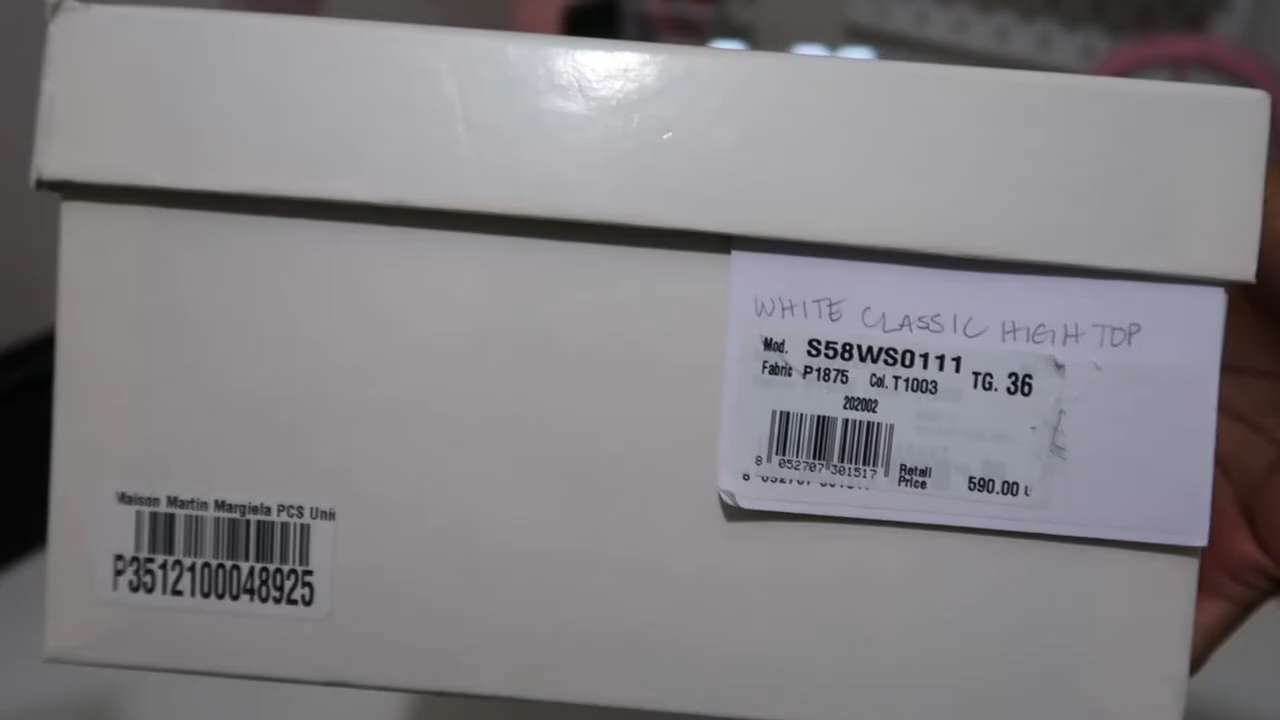 WHITE CLASSIC HIGH TOP
Mod. S58WS0111
Fabric P1875 Col. T1003 TG. 36
202002
8 052707 301517
Retail
Price 590.00
Maison Martin Margiela PCS Uni
P3512100048925